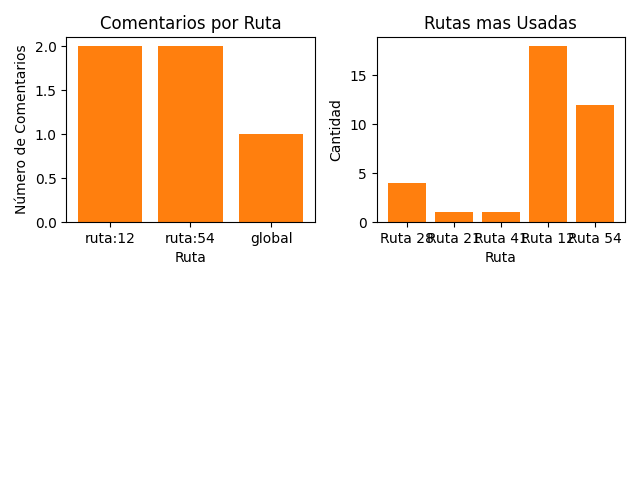 Comentarios por Ruta
Número de Comentarios
2.0
1.5
1.0
0.5
0.0
ruta:12 ruta:54 global
Ruta
Rutas mas Usadas
Cantidad
15
10
5
0
Ruta 28 Ruta 21 Ruta 41 Ruta 12 Ruta 54
Ruta